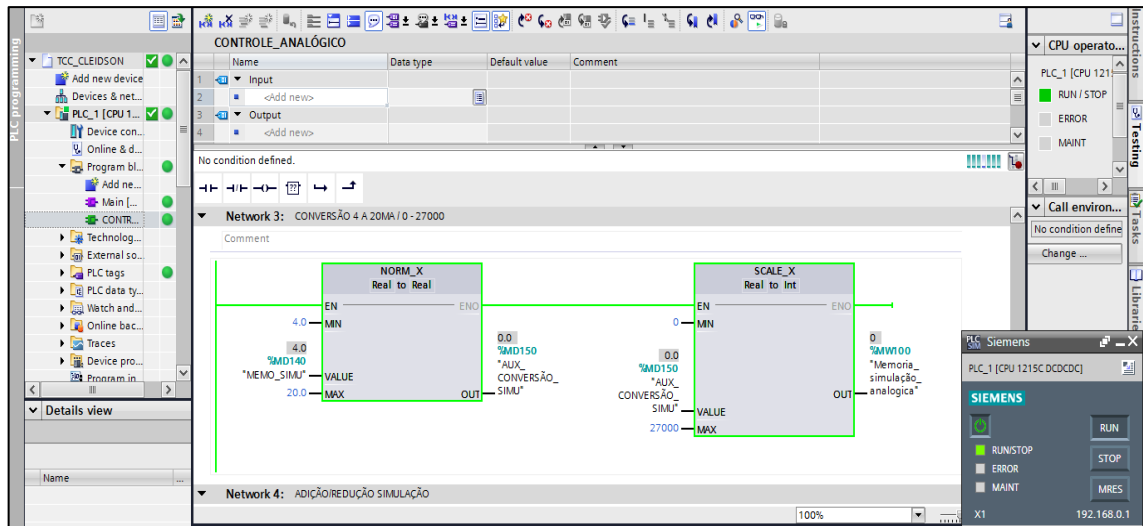 PLC programming
TCC_CLEIDSON
Add new device
Devices & net...
PLC_1 [CPU 1...
Device con...
Online & d...
Program bl...
Add ne...
Main [...
CONTR...
Technolog...
External so...
PLC tags
PLC data ty...
Watch and...
Online bac...
Traces
Device pro...
Program in
Details view
Name
...
CONTROLE_ANALÓGICO
Name Data type Default value Comment
1 Input
2 <Add new>
3 Output
4 <Add new>
No condition defined.
??
Network 3: CONVERSÃO 4 A 20MA / 0 - 27000
Comment
NORM_X
Real to Real
EN ENO
4.0 MIN
4.0
%MD140
"MEMO_SIMU" VALUE
20.0 MAX
0.0
%MD150
"AUX_
CONVERSÃO_
OUT SIMU"
SCALE_X
Real to Int
EN ENO
0 MIN
0.0
%MD150
"AUX_
CONVERSÃO_
SIMU" VALUE
27000 MAX
0
%MW100
"Memoria_
simulação_
OUT analogica"
Network 4: ADIÇÃO/REDUÇÃO SIMULAÇÃO
100%
CPU operato...
PLC_1 [CPU 121
RUN / STOP
ERROR
MAINT
Call environ...
No condition define
Change ...
Instructions
Testing
Tasks
Librarie
PLC SIM Siemens
PLC_1 [CPU 1215C DCDCDC]
SIEMENS
RUN
RUN/STOP
STOP
ERROR
MAINT
MRES
X1 192.168.0.1